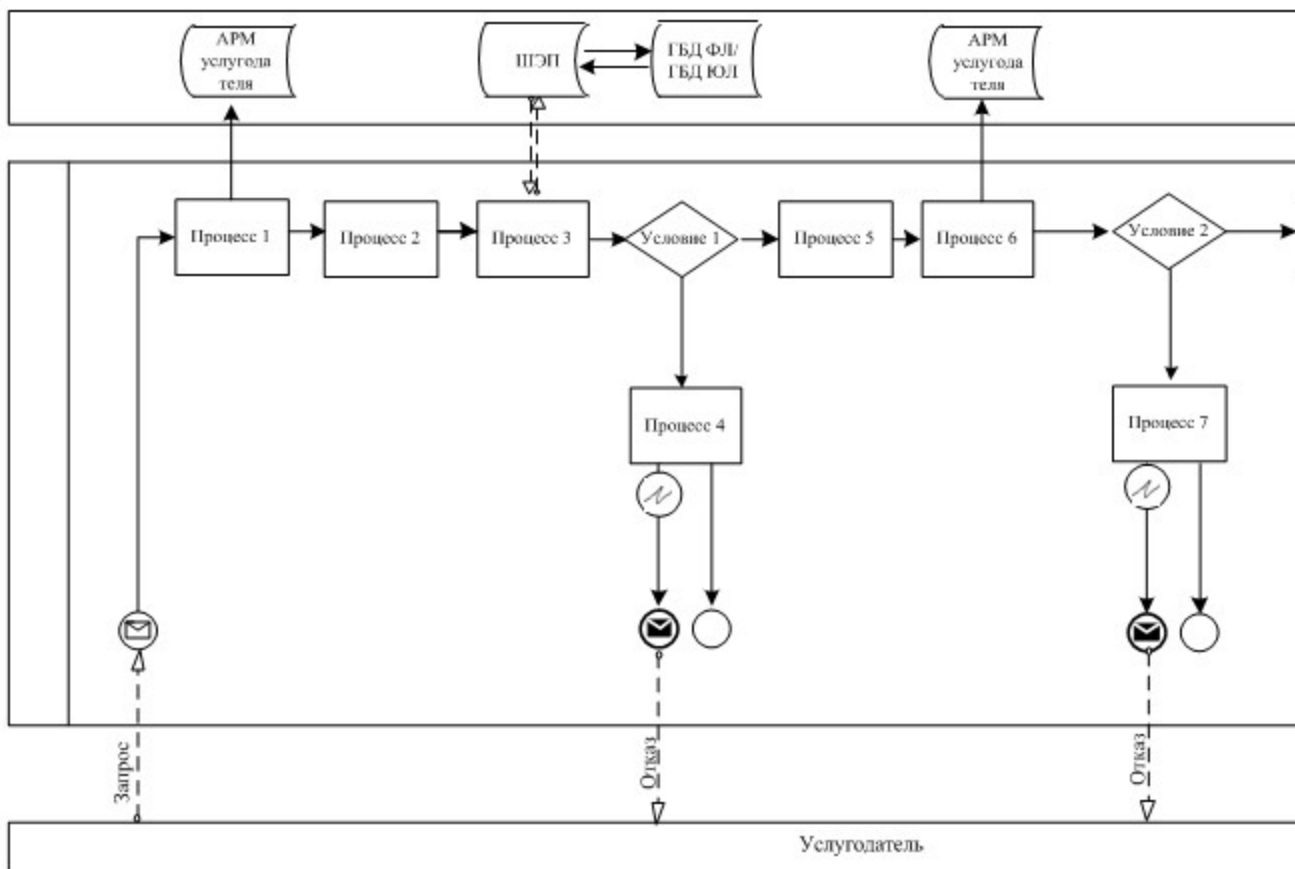 АРМ
услугода
теля
ШЭП
ГБД ФЛ/
ГБД ЮЛ
АРМ
услугода
теля
Процесс 1
Процесс 2
Процесс 3
Условие 1
Процесс 5
Процесс 6
Условие 2
Процесс 4
Процесс 7
Запрос
Отказ
Отказ
Услугодатель